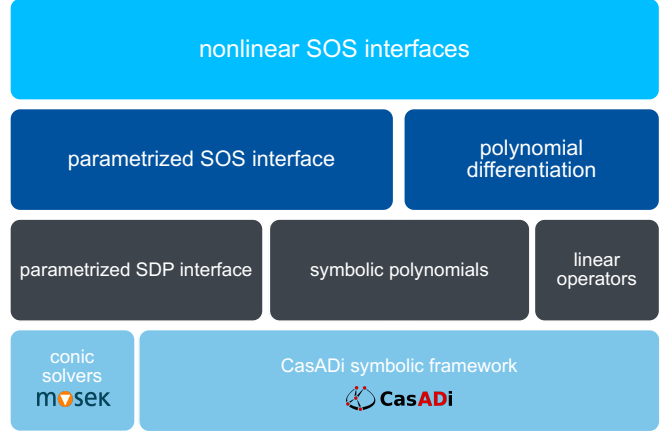 nonlinear SOS interfaces
parametrized SOS interface
polynomial
differentiation
parametrized SDP interface
symbolic polynomials
linear
operators
conic
solvers
mosek
CasADi symbolic framework
CasADi